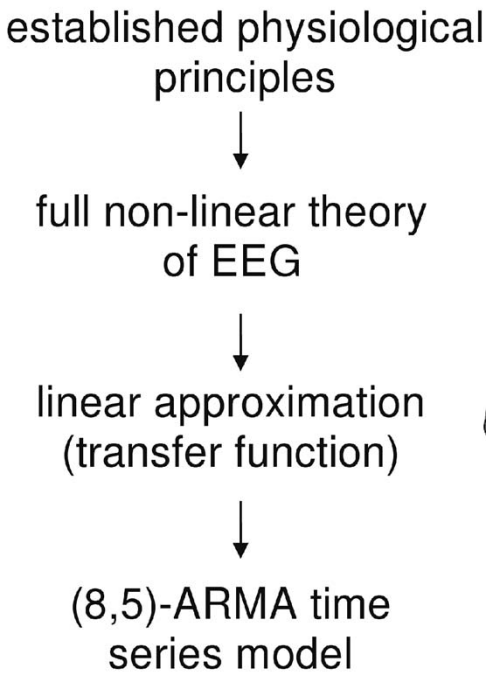 established physiological
principles
full non-linear theory
of EEG
linear approximation
(transfer function)
(8,5)-ARMA time
series model